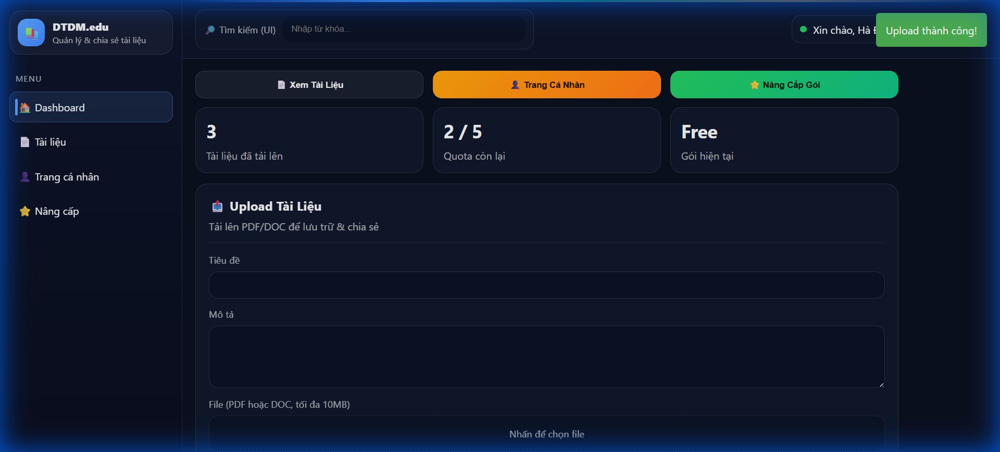 DTDM.edu
Quản lý & chia sẻ tài liệu
MENU
Dashboard
Tài liệu
Trang cá nhân
Nâng cấp
Tìm kiếm (UI)
Nhập từ khóa...
Xin chào, Hà
Upload thành công!
Xem Tài Liệu
Trang Cá Nhân
Nâng Cấp Gói
3
Tài liệu đã tải lên
2 / 5
Quota còn lại
Free
Gói hiện tại
Upload Tài Liệu
Tải lên PDF/DOC để lưu trữ & chia sẻ
Tiêu đề
Mô tả
File (PDF hoặc DOC, tối đa 10MB)
Nhấn để chọn file